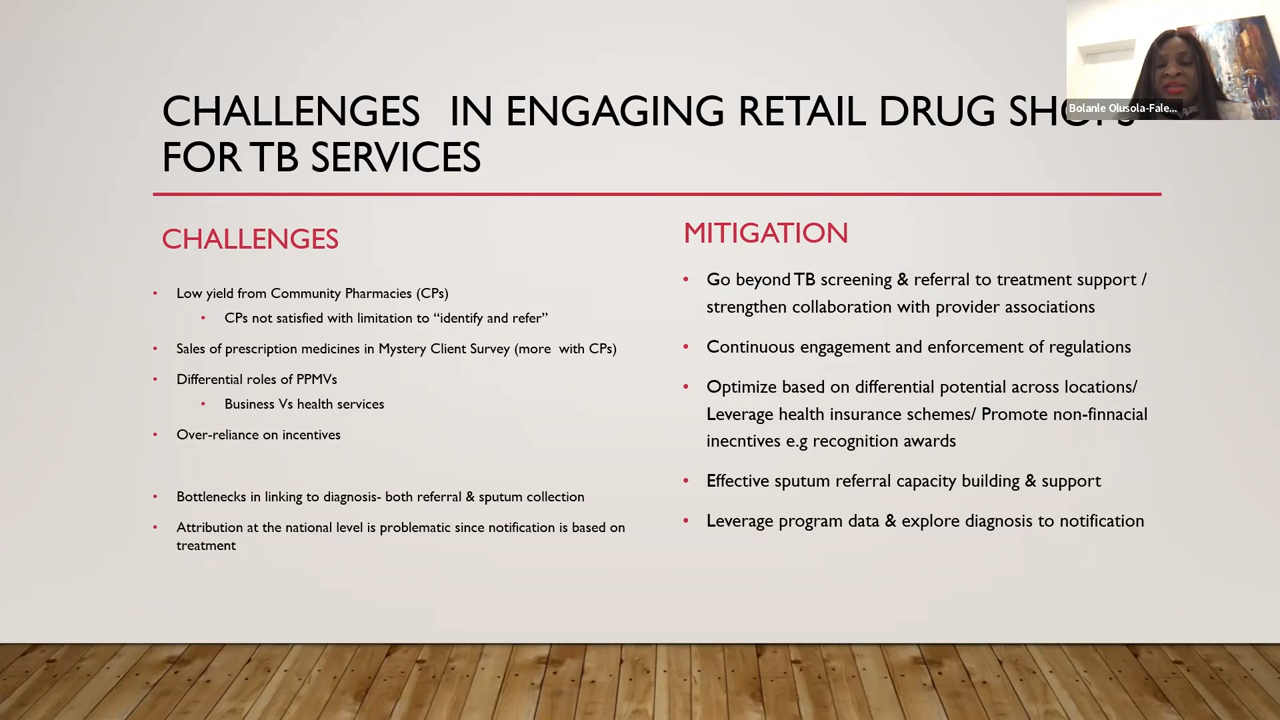 CHALLENGES IN ENGAGING RETAIL DRUG SHOPS
FOR TB SERVICES
Bolanle Olusola-Fale...
CHALLENGES
• Low yield from Community Pharmacies (CPs)
• CPs not satisfied with limitation to “identify and refer”
• Sales of prescription medicines in Mystery Client Survey (more with CPs)
• Differential roles of PPMVs
• Business Vs health services
• Over-reliance on incentives
• Bottlenecks in linking to diagnosis- both referral & sputum collection
• Attribution at the national level is problematic since notification is based on
treatment
MITIGATION
• Go beyond TB screening & referral to treatment support /
strengthen collaboration with provider associations
• Continuous engagement and enforcement of regulations
• Optimize based on differential potential across locations/
Leverage health insurance schemes/ Promote non-finnacial
inecntives e.g recognition awards
• Effective sputum referral capacity building & support
• Leverage program data & explore diagnosis to notification